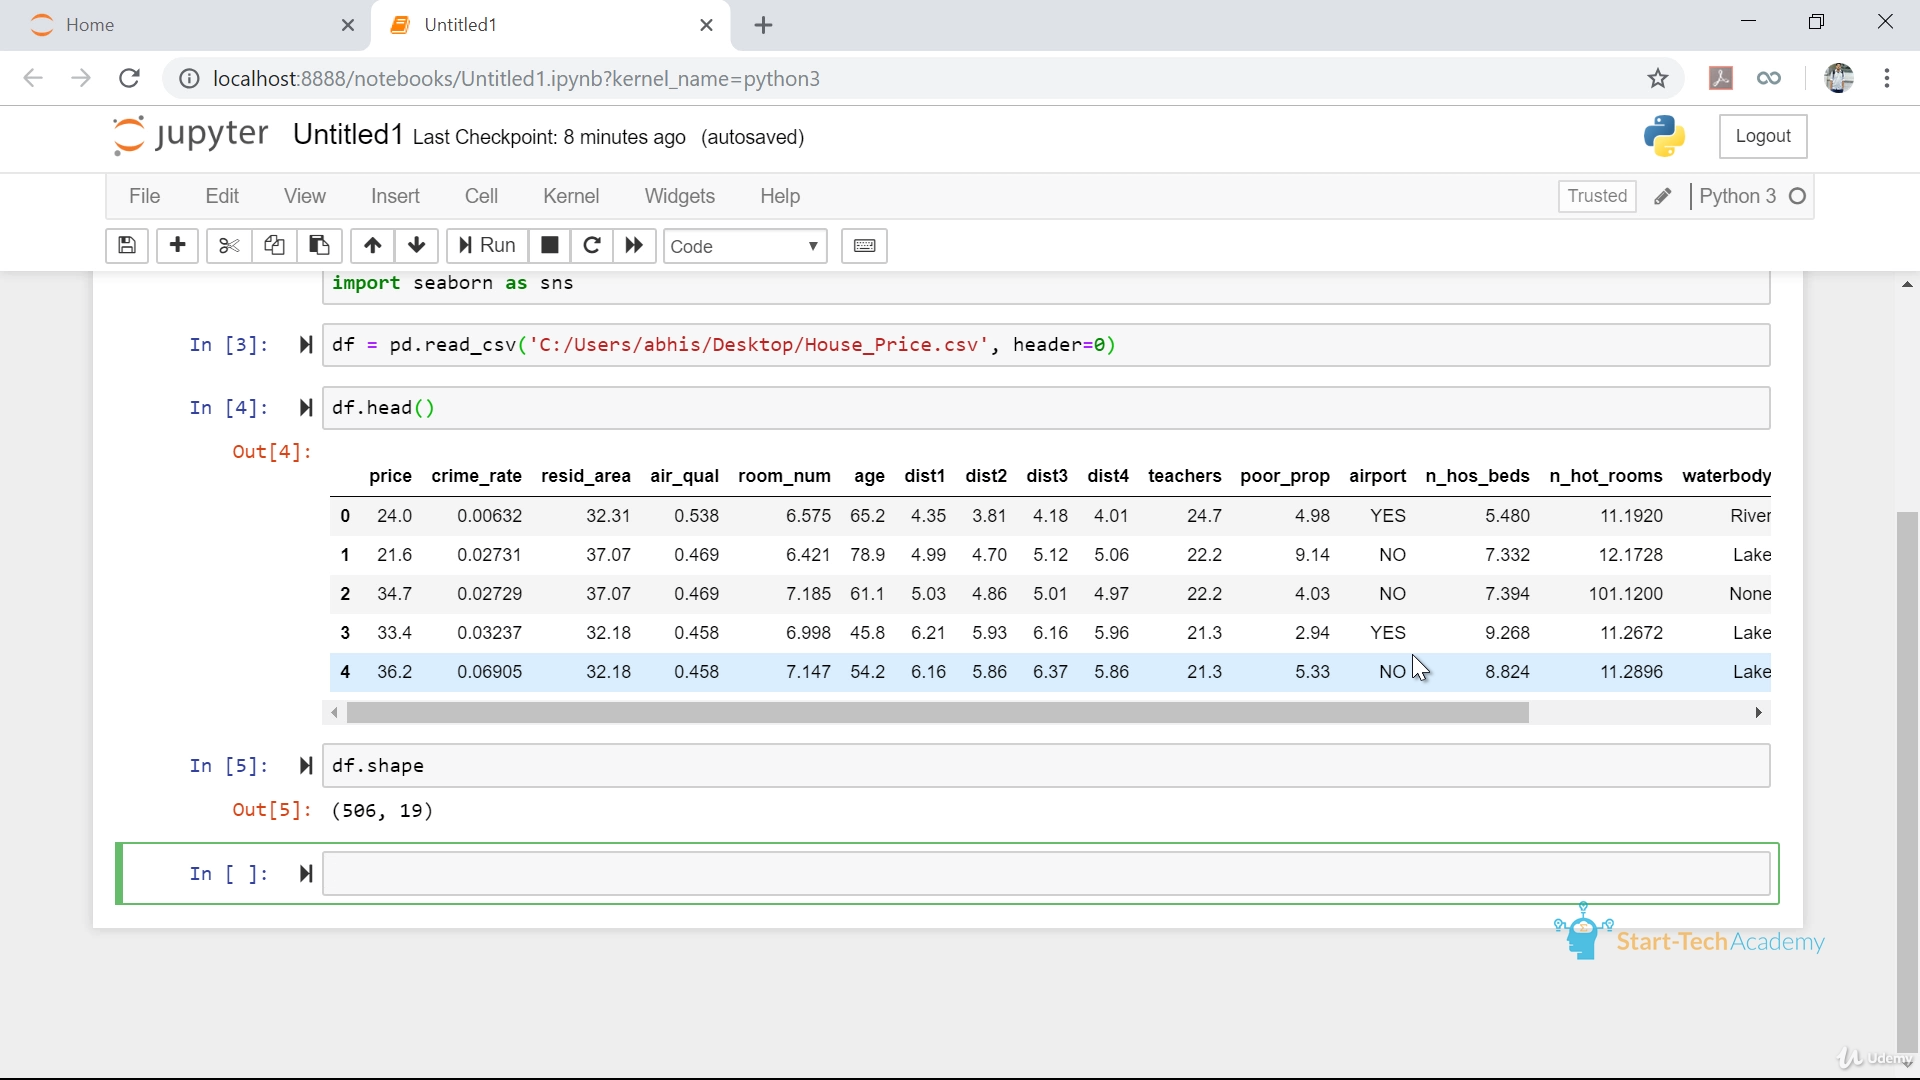 Home
Untitled1
localhost:8888/notebooks/Untitled1.ipynb?kernel_name=python3
jupyter Untitled1 Last Checkpoint: 8 minutes ago (autosaved)
Logout
File Edit View Insert Cell Kernel Widgets Help
Trusted Python 3
Run Code
import seaborn as sns
In [3]: df = pd.read_csv('C:/Users/abhis/Desktop/House_Price.csv', header=0)
In [4]: df.head()
Out[4]:
price crime_rate resid_area air_qual room_num age dist1 dist2 dist3 dist4 teachers poor_prop airport n_hos_beds n_hot_rooms waterbody
0 24.0 0.00632 32.31 0.538 6.575 65.2 4.35 3.81 4.18 4.01 24.7 4.98 YES 5.480 11.1920 River
1 21.6 0.02731 37.07 0.469 6.421 78.9 4.99 4.70 5.12 5.06 22.2 9.14 NO 7.332 12.1728 Lake
2 34.7 0.02729 37.07 0.469 7.185 61.1 5.03 4.86 5.01 4.97 22.2 4.03 NO 7.394 101.1200 None
3 33.4 0.03237 32.18 0.458 6.998 45.8 6.21 5.93 6.16 5.96 21.3 2.94 YES 9.268 11.2672 Lake
4 36.2 0.06905 32.18 0.458 7.147 54.2 6.16 5.86 6.37 5.86 21.3 5.33 NO 8.824 11.2896 Lake
In [5]: df.shape
Out[5]: (506, 19)
In [ ]:
Start-TechAcademy
Udemy